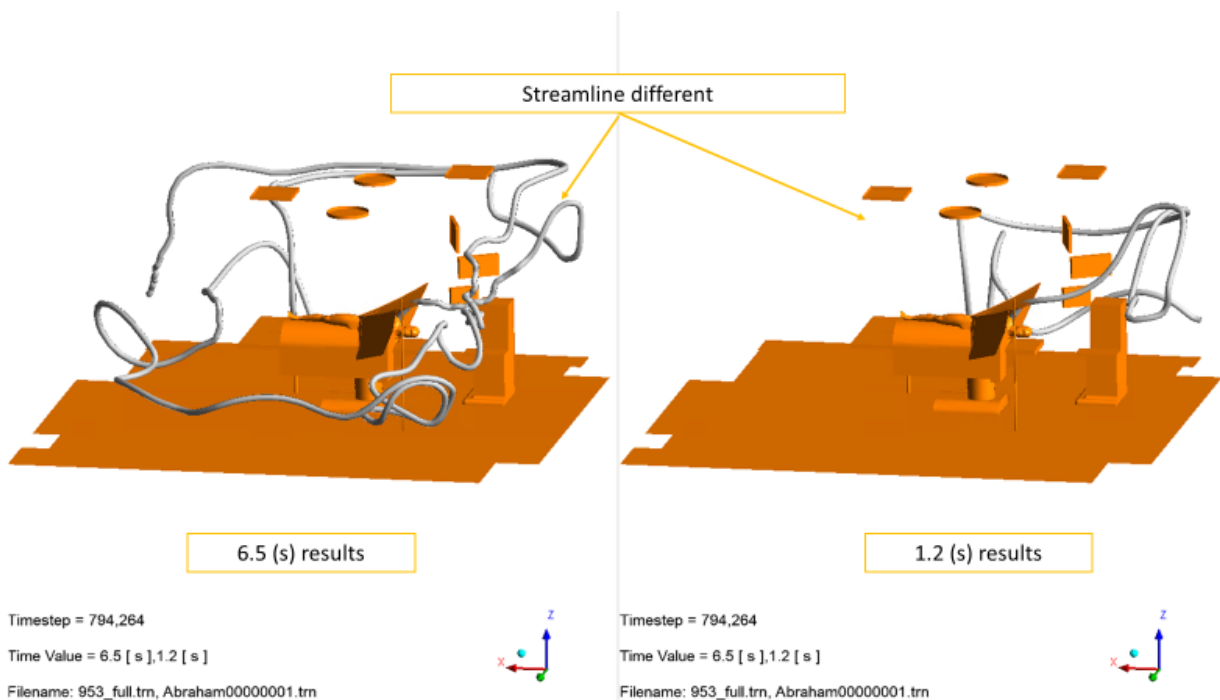 Streamline different
6.5 (s) results
1.2 (s) results
Timestep = 794,264
Time Value = 6.5 [ s ],1.2 [ s ]
Filename: 953_full.trn, Abraham00000001.trn
Z
X
Timestep = 794,264
Time Value = 6.5 [ s ],1.2 [ s ]
Filename: 953_full.trn, Abraham00000001.trn
Z
X